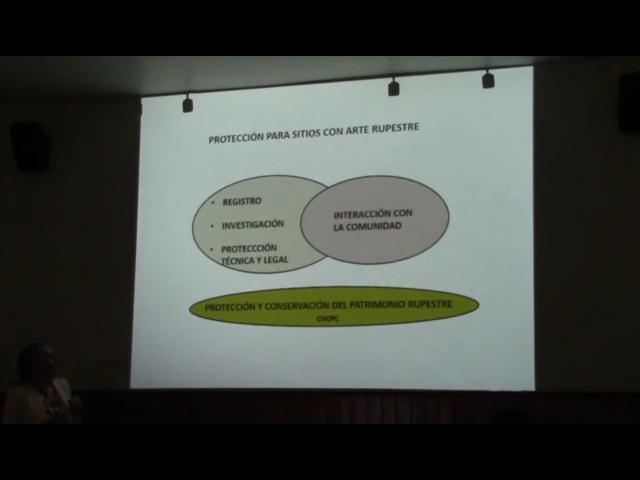 PROTECCIÓN PARA SITIOS CON ARTE RUPESTRE
• REGISTRO
• INVESTIGACIÓN
• PROTECCCIÓN
TÉCNICA Y LEGAL
INTERACCIÓN CON
LA COMUNIDAD
PROTECCIÓN Y CONSERVACIÓN DEL PATRIMONIO RUPESTRE
CNCPC